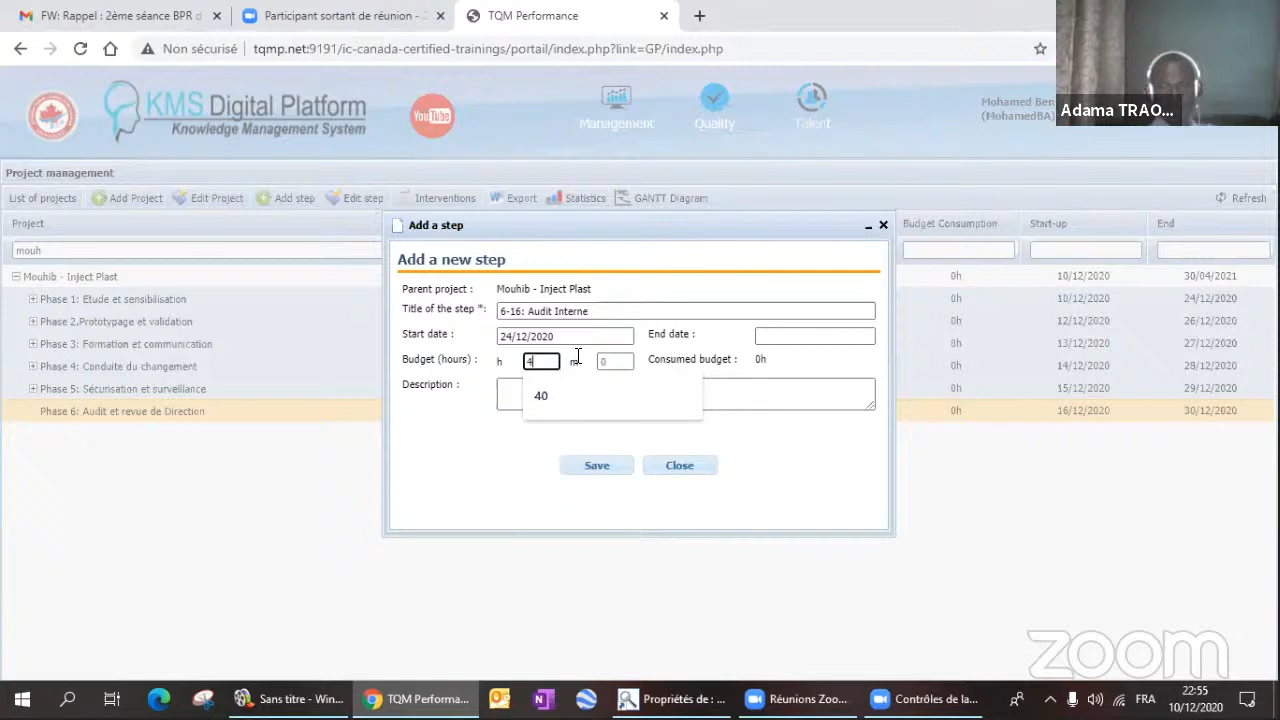 FW: Rappel : 2ème séance BPR d
Participant sortant de réunion - Z
TQM Performance
Non sécurisé
tqmp.net:9191/ic-canada-certified-trainings/portail/index.php?link=GP/index.php
Adama TRAO...
KMS Digital Platform
Knowledge Management System
YouTube
Management
Quality
Talent
Mohamed Ben
(MohamedBA)
Project management
List of projects
Add Project
Edit Project
Add step
Edit step
Interventions
Export
Statistics
GANTT Diagram
Refresh
Project
Budget Consumption
Start-up
End
mouh
Mouhib - Inject Plast
0h
10/12/2020
30/04/2021
Phase 1: Etude et sensibilisation
0h
10/12/2020
24/12/2020
Phase 2.Prototypage et validation
0h
12/12/2020
26/12/2020
Phase 3: Formation et communication
0h
13/12/2020
27/12/2020
Phase 4: Conduite du changement
0h
14/12/2020
28/12/2020
Phase 5: Sécurisation et surveillance
0h
15/12/2020
29/12/2020
Phase 6: Audit et revue de Direction
0h
16/12/2020
30/12/2020
Add a step
Add a new step
Parent project :
Mouhib - Inject Plast
Title of the step *:
6-16: Audit Interne
Start date :
24/12/2020
End date :
Budget (hours) :
h
4
m
0
Consumed budget :
0h
Description :
40
Save
Close
zoom
Sans titre - Win...
TQM Performa...
Propriétés de : ...
Réunions Zoo...
Contrôles de la...
FRA
22:55
10/12/2020